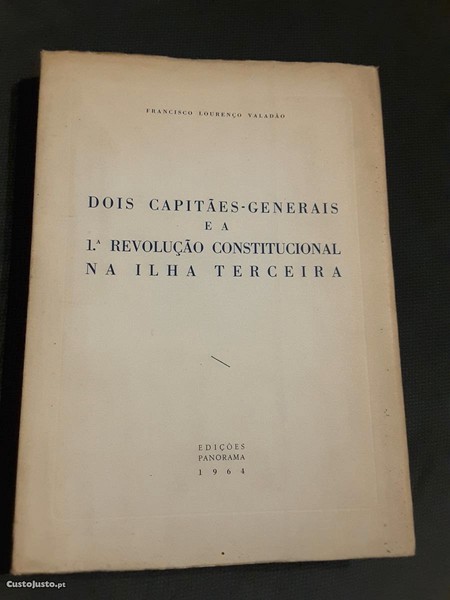 FRANCISCO LOURENÇO VALADÃO
DOIS CAPITÃES-GENERAIS
E A
1.ª REVOLUÇÃO CONSTITUCIONAL
NA ILHA TERCEIRA
EDIÇÕES
PANORAMA
1964
CustoJusto.pt